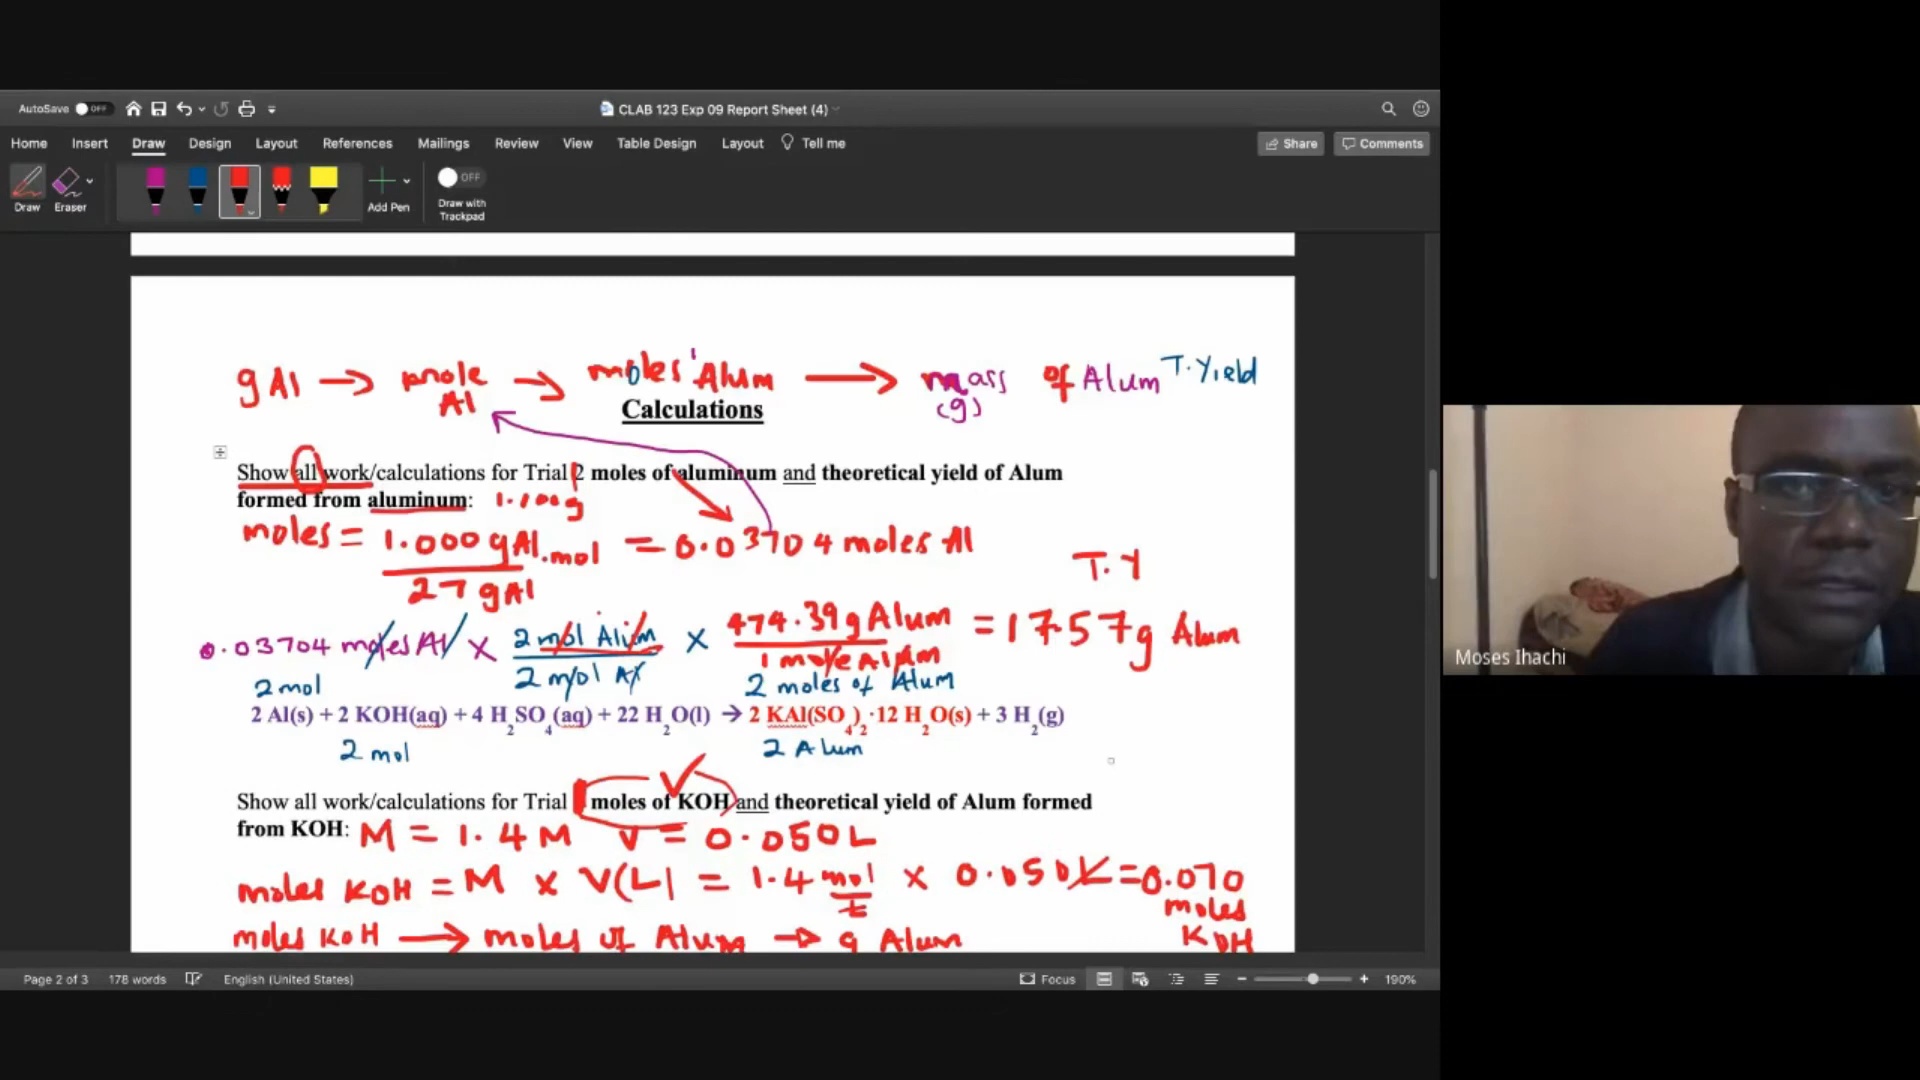 AutoSave OFF CLAB 123 Exp 09 Report Sheet (4)
Home Insert Draw Design Layout References Mailings Review View Table Design Layout Tell me Share Comments
Draw Eraser Add Pen OFF Draw with Trackpad
g Al → mole Al → moles Alum → mass (g) of Alum T. Yield
Calculations
Show all work/calculations for Trial 2 moles of aluminum and theoretical yield of Alum
formed from aluminum: 1.100g
moles = 1.000 g Al . mol / 27 g Al = 0.03704 moles Al
T. Y
0.03704 moles Al × 2 mol Alum / 2 mol Al × 474.39 g Alum / 1 mole Alum = 17.57g Alum
2 mol 2 moles of Alum
2 Al(s) + 2 KOH(aq) + 4 H2SO4(aq) + 22 H2O(l) → 2 KAl(SO4)2·12 H2O(s) + 3 H2(g)
2 mol 2 Alum
Show all work/calculations for Trial moles of KOH and theoretical yield of Alum formed
from KOH: M = 1.4 M V = 0.050L
moles KOH = M × V(L) = 1.4 mol / L × 0.050 L = 0.070 moles KOH
moles KOH → moles of Alum → g Alum
Page 2 of 3 178 words English (United States) Focus 190%
Moses Ihachi